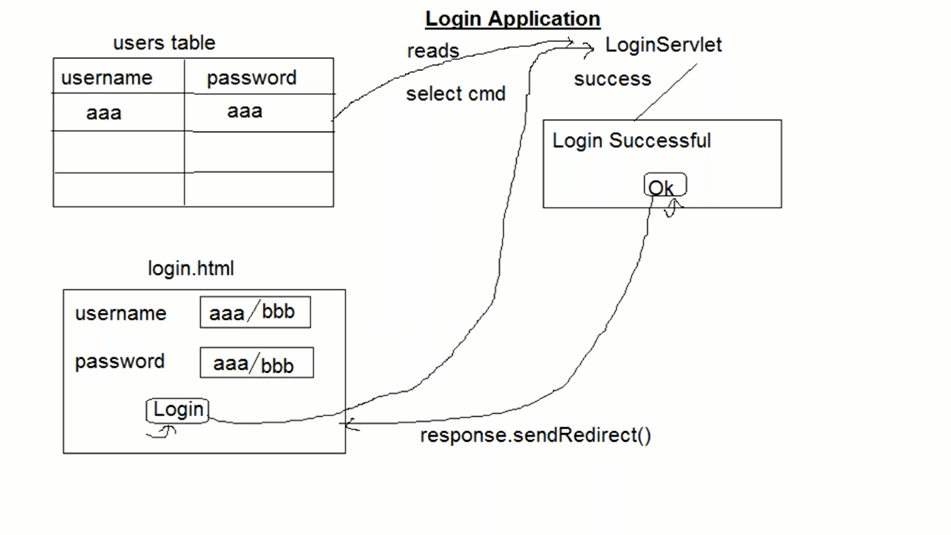 Login Application
users table
username password
aaa aaa
reads
select cmd
LoginServlet
success
Login Successful
Ok
login.html
username aaa/bbb
password aaa/bbb
Login
response.sendRedirect()